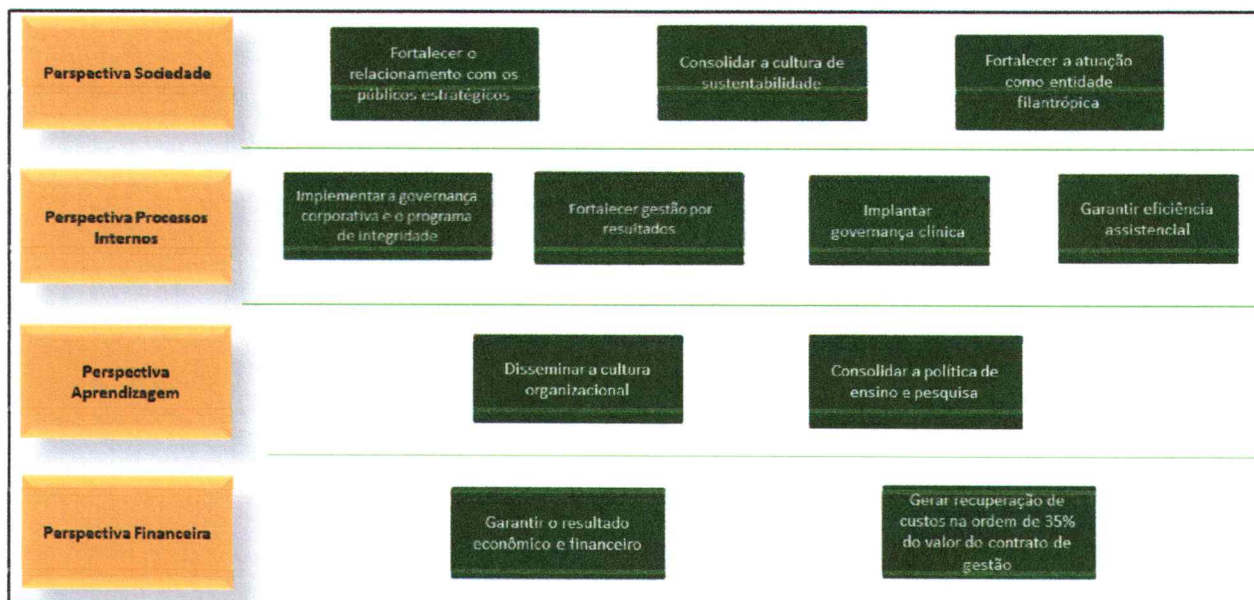 Perspectiva Sociedade
Fortalecer o
relacionamento com os
públicos estratégicos
Consolidar a cultura de
sustentabilidade
Fortalecer a atuação
como entidade
filantrópica
Perspectiva Processos
Internos
Implementar a governança
corporativa e o programa
de integridade
Fortalecer gestão por
resultados
Implantar
governança clínica
Garantir eficiência
assistencial
Perspectiva
Aprendizagem
Disseminar a cultura
organizacional
Consolidar a política de
ensino e pesquisa
Perspectiva Financeira
Garantir o resultado
econômico e financeiro
Gerar recuperação de
custos na ordem de 35%
do valor do contrato de
gestão